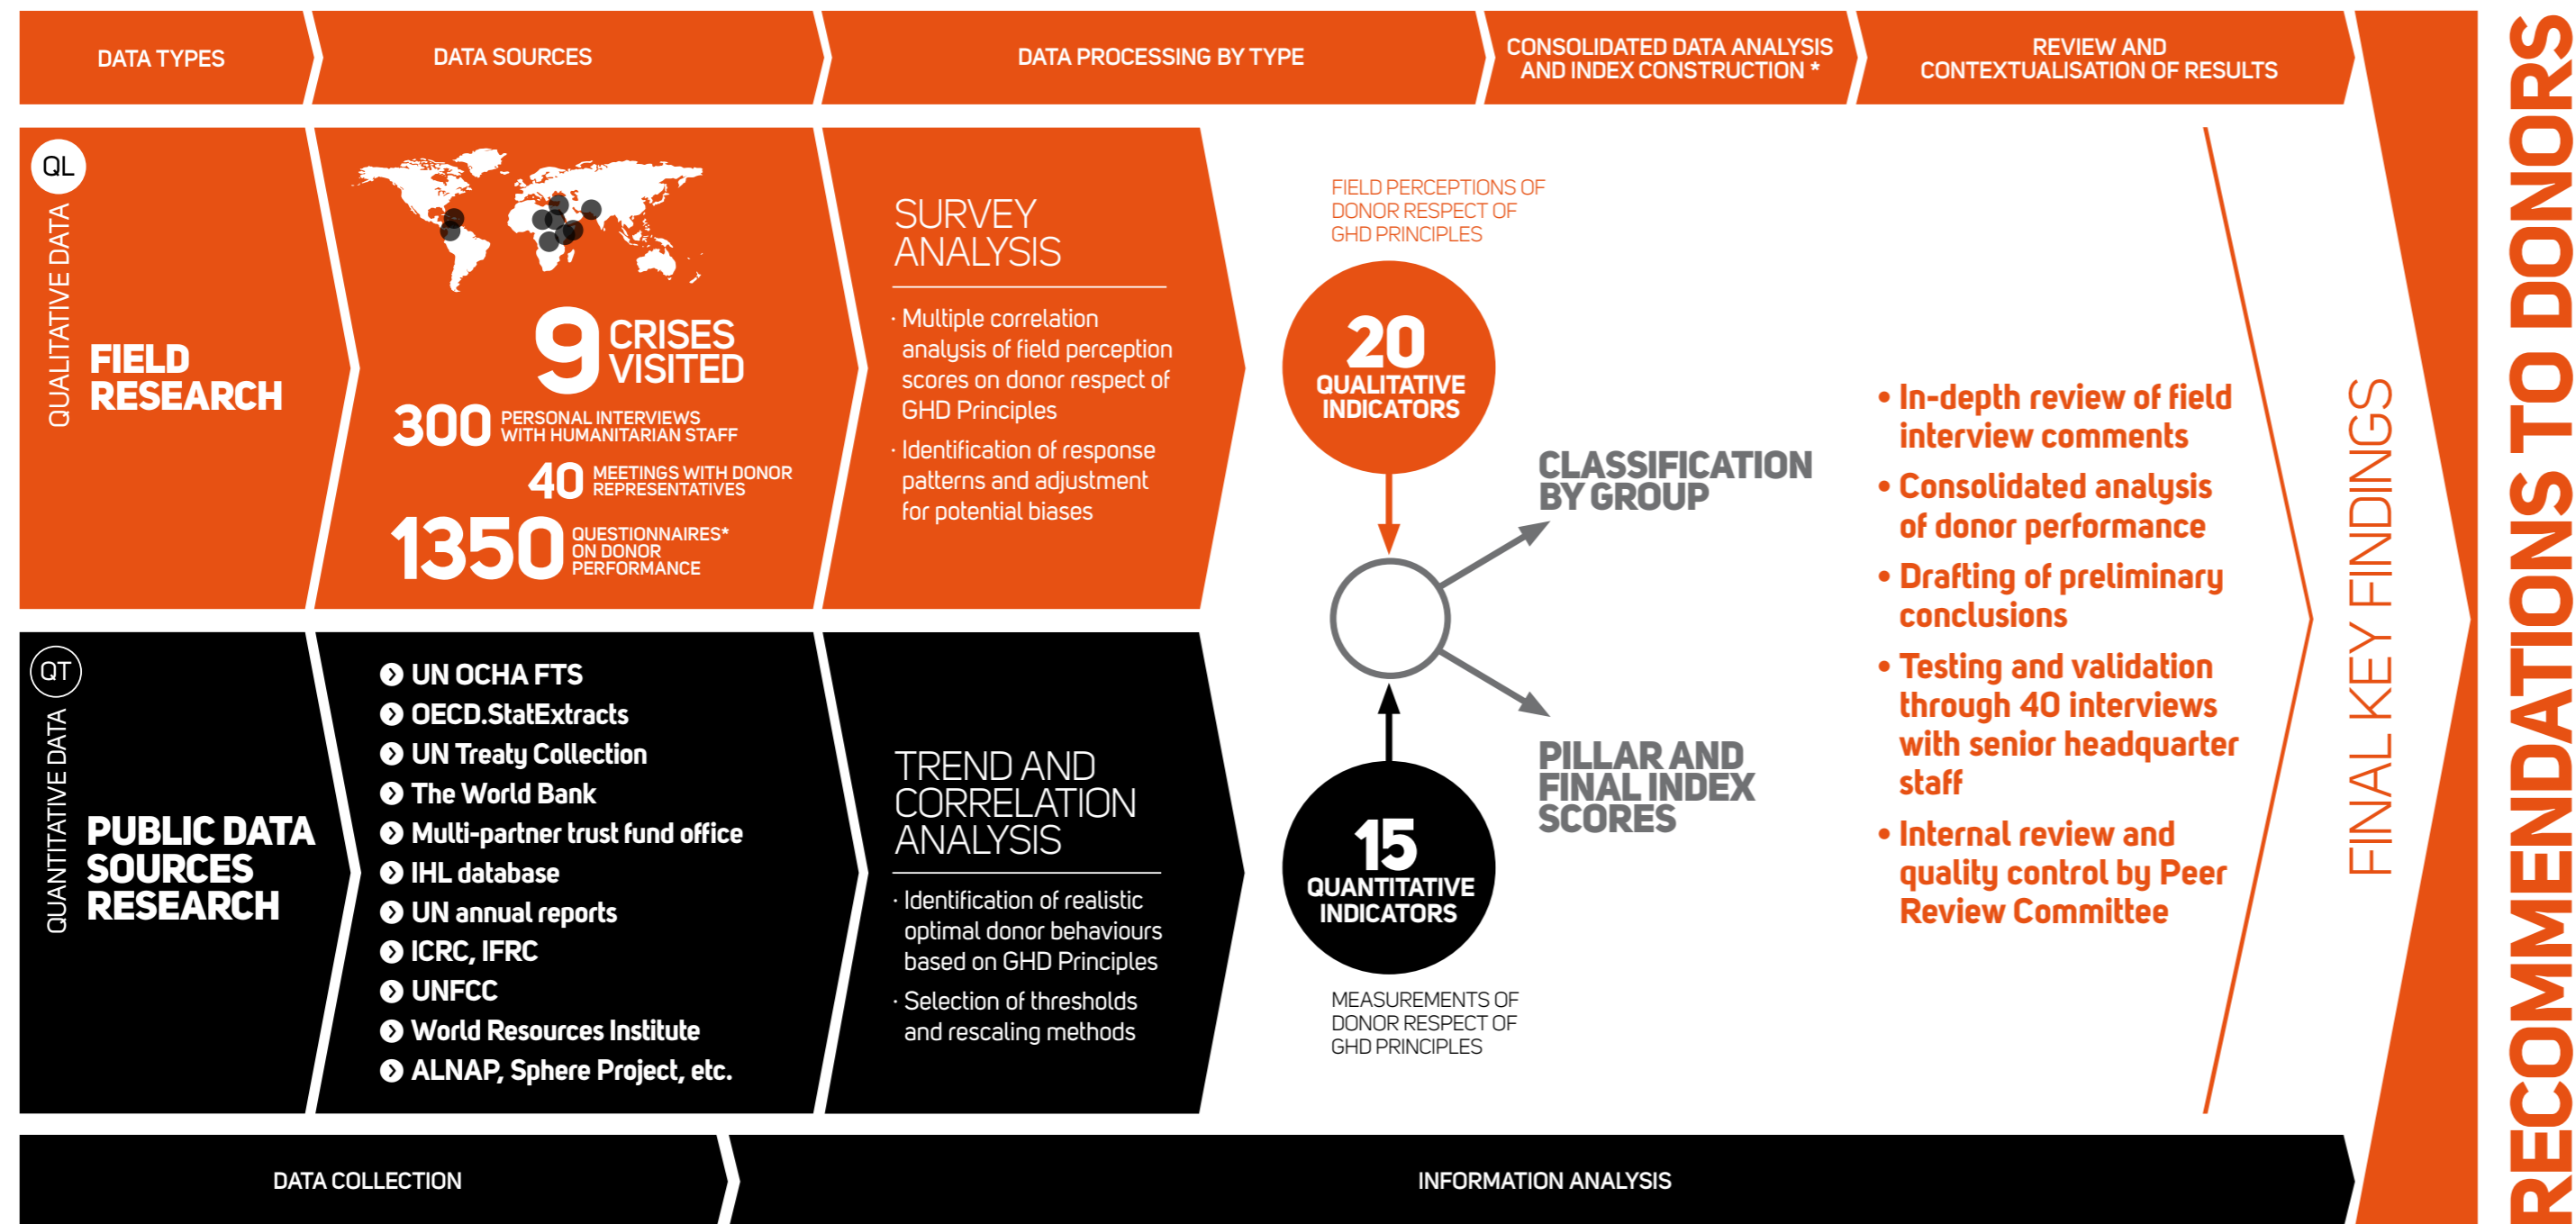 DATA TYPES
DATA SOURCES
DATA PROCESSING BY TYPE
CONSOLIDATED DATA ANALYSIS
AND INDEX CONSTRUCTION *
REVIEW AND
CONTEXTUALISATION OF RESULTS
QL
QUALITATIVE DATA
FIELD
RESEARCH
9 CRISES
VISITED
300 PERSONAL INTERVIEWS
WITH HUMANITARIAN STAFF
40 MEETINGS WITH DONOR
REPRESENTATIVES
1350 QUESTIONNAIRES*
ON DONOR
PERFORMANCE
SURVEY
ANALYSIS
· Multiple correlation
analysis of field perception
scores on donor respect of
GHD Principles
· Identification of response
patterns and adjustment
for potential biases
QT
QUANTITATIVE DATA
PUBLIC DATA
SOURCES
RESEARCH
UN OCHA FTS
OECD.StatExtracts
UN Treaty Collection
The World Bank
Multi-partner trust fund office
IHL database
UN annual reports
ICRC, IFRC
UNFCC
World Resources Institute
ALNAP, Sphere Project, etc.
TREND AND
CORRELATION
ANALYSIS
· Identification of realistic
optimal donor behaviours
based on GHD Principles
· Selection of thresholds
and rescaling methods
FIELD PERCEPTIONS OF
DONOR RESPECT OF
GHD PRINCIPLES
20
QUALITATIVE
INDICATORS
CLASSIFICATION
BY GROUP
PILLAR AND
FINAL INDEX
SCORES
15
QUANTITATIVE
INDICATORS
MEASUREMENTS OF
DONOR RESPECT OF
GHD PRINCIPLES
• In-depth review of field
interview comments
• Consolidated analysis
of donor performance
• Drafting of preliminary
conclusions
• Testing and validation
through 40 interviews
with senior headquarter
staff
• Internal review and
quality control by Peer
Review Committee
FINAL KEY FINDINGS
RECOMMENDATIONS TO DONORS
DATA COLLECTION
INFORMATION ANALYSIS